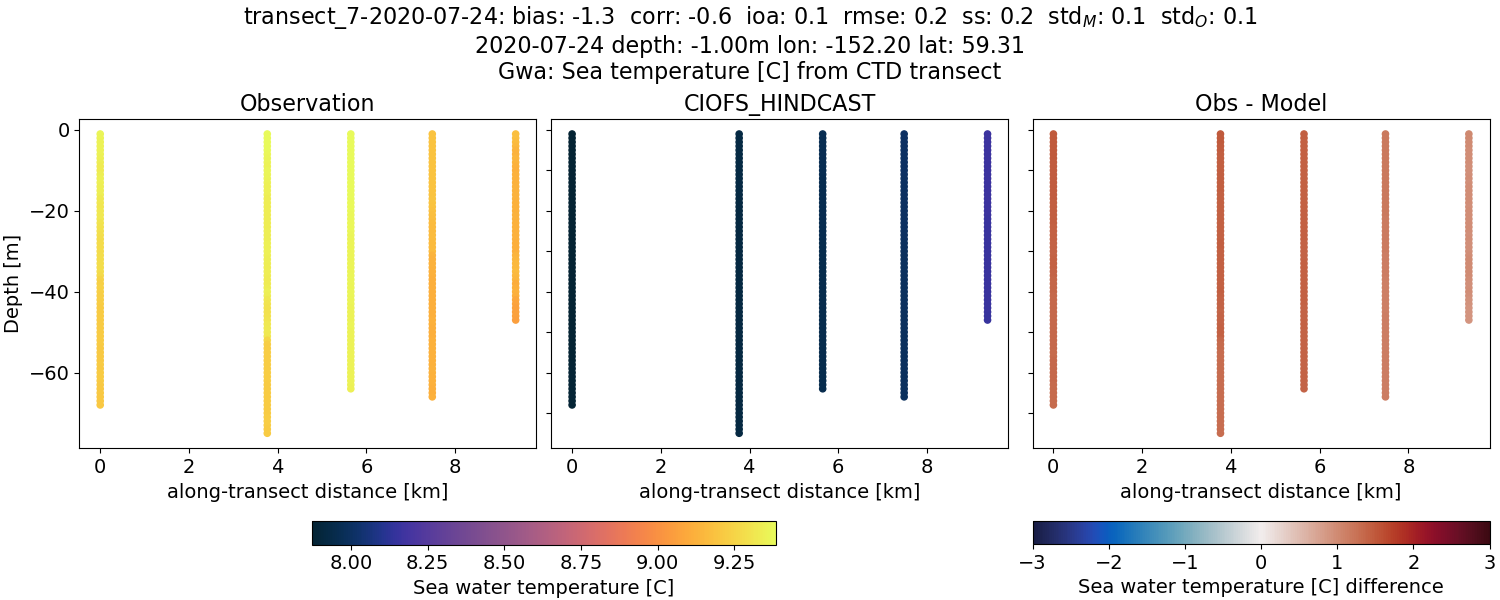 transect_7-2020-07-24: bias: -1.3  corr: -0.6  ioa: 0.1  rmse: 0.2  ss: 0.2  std_M: 0.1  std_O: 0.1
2020-07-24 depth: -1.00m lon: -152.20 lat: 59.31
Gwa: Sea temperature [C] from CTD transect
Observation
CIOFS_HINDCAST
Obs - Model
Depth [m]
0
−20
−40
−60
0 2 4 6 8
0 2 4 6 8
0 2 4 6 8
along-transect distance [km]
along-transect distance [km]
along-transect distance [km]
8.00 8.25 8.50 8.75 9.00 9.25
Sea water temperature [C]
−3 −2 −1 0 1 2 3
Sea water temperature [C] difference